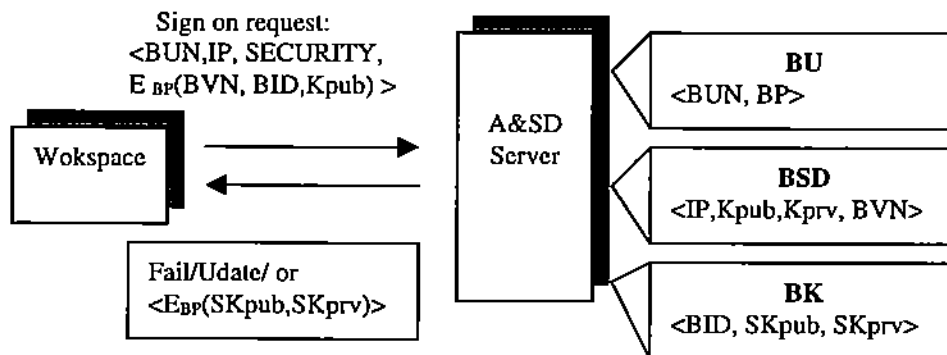 Sign on request:
<BUN,IP, SECURITY,
E BP(BVN, BID,Kpub) >
Wokspace
Fail/Udate/ or
<EBP(SKpub,SKprv)>
A&SD
Server
BU
<BUN, BP>
BSD
<IP,Kpub,Kprv, BVN>
BK
<BID, SKpub, SKprv>